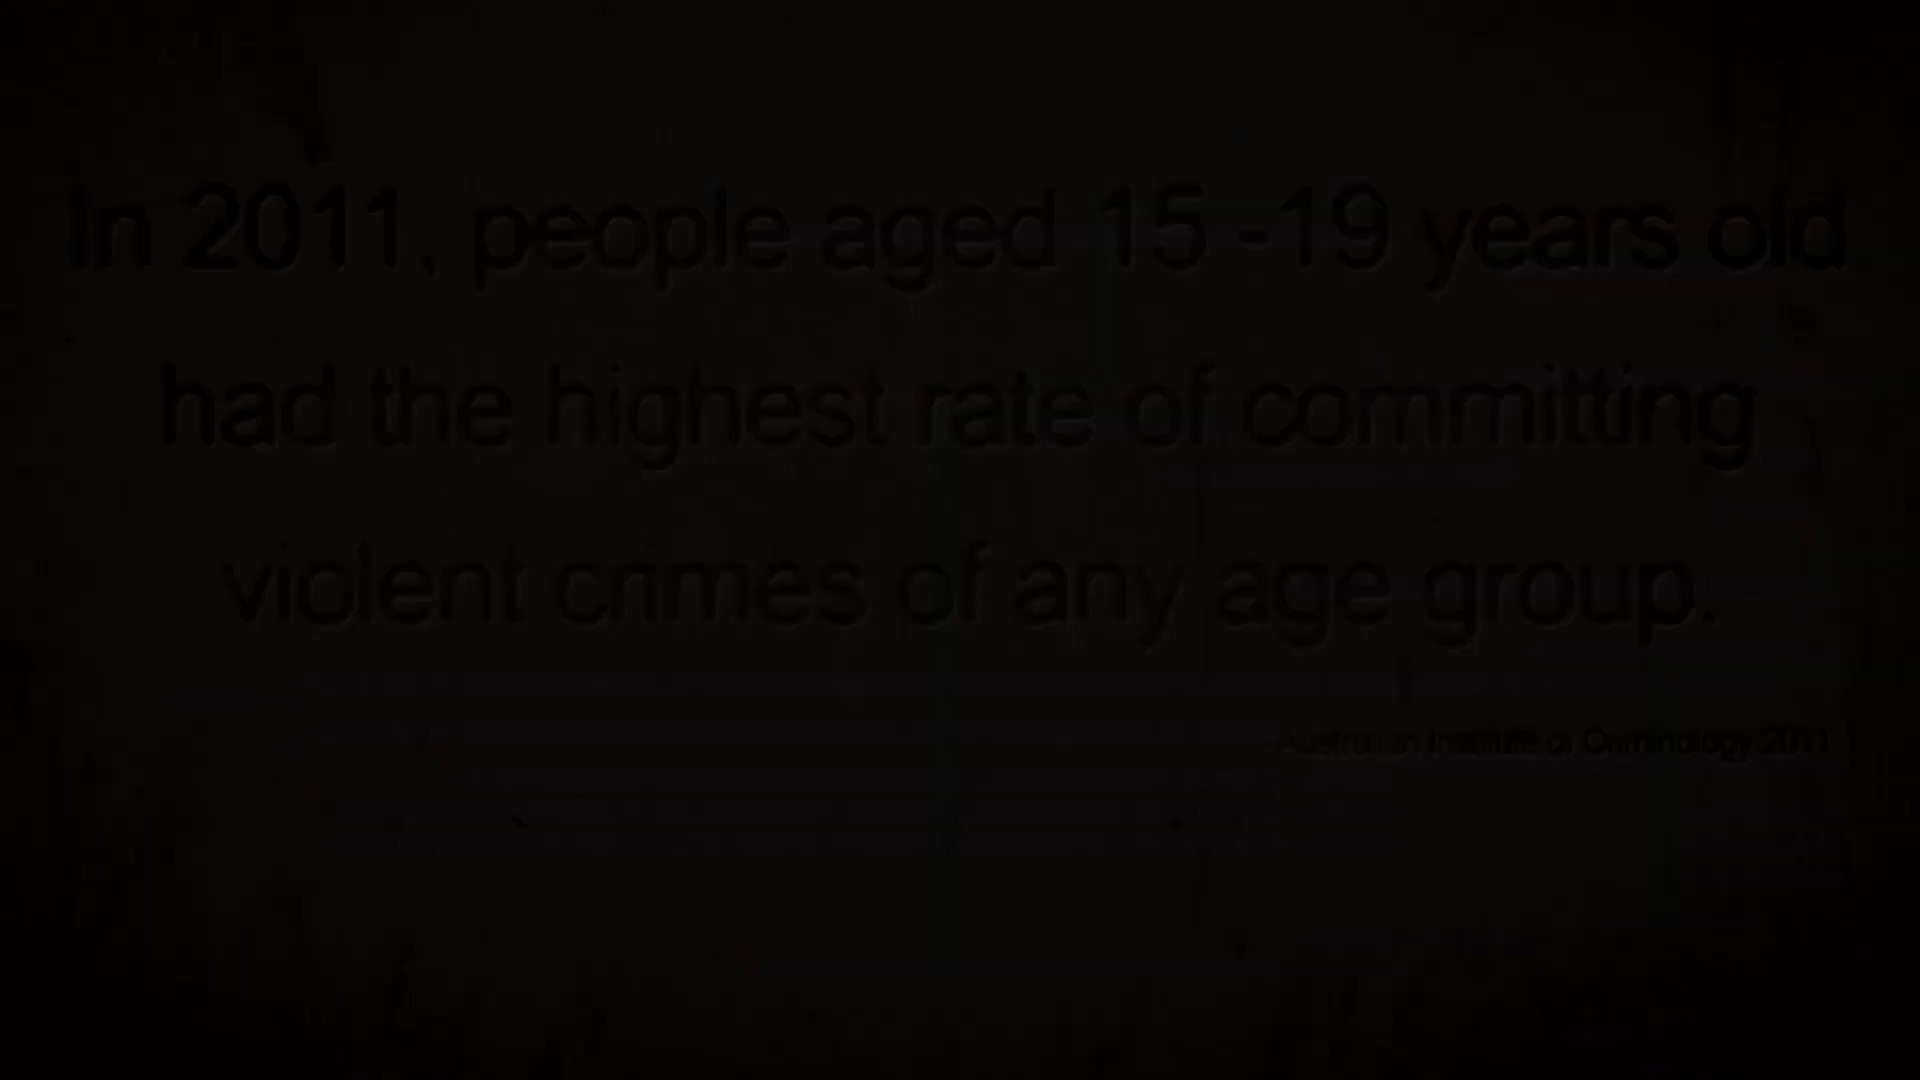 In 2011, people aged 15 -19 years old
had the highest rate of committing
violent crimes of any age group.
Australian Institute of Criminology 2011